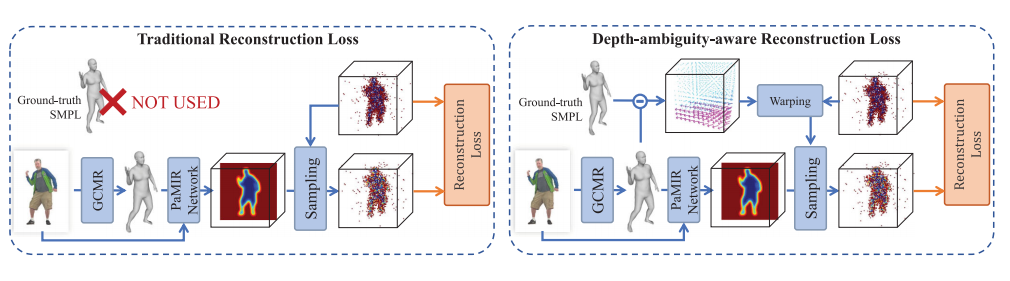 Traditional Reconstruction Loss
Ground-truth
SMPL
NOT USED
GCMR
PaMIR
Network
Sampling
Reconstruction
Loss
Depth-ambiguity-aware Reconstruction Loss
Ground-truth
SMPL
Warping
GCMR
PaMIR
Network
Sampling
Reconstruction
Loss